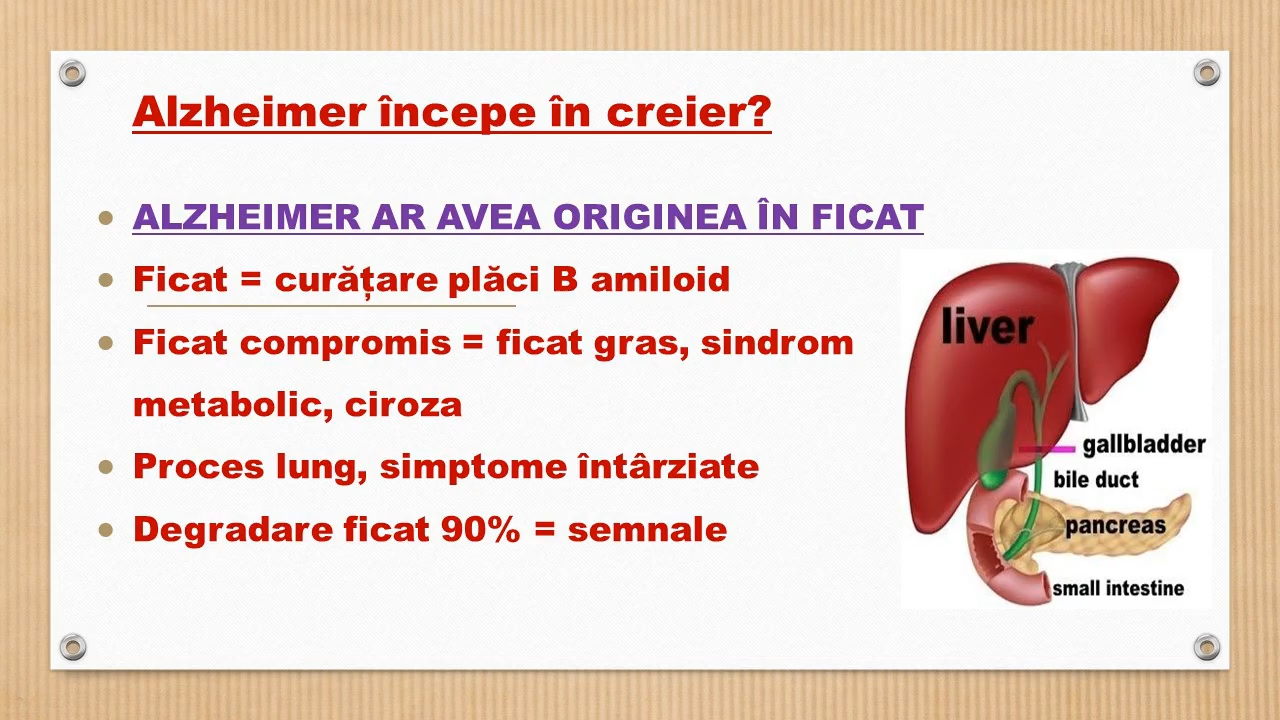 Alzheimer începe în creier?
ALZHEIMER AR AVEA ORIGINEA ÎN FICAT
Ficat = curățare plăci B amiloid
Ficat compromis = ficat gras, sindrom
metabolic, ciroza
Proces lung, simptome întârziate
Degradare ficat 90% = semnale
liver
gallbladder
bile duct
pancreas
small intestine